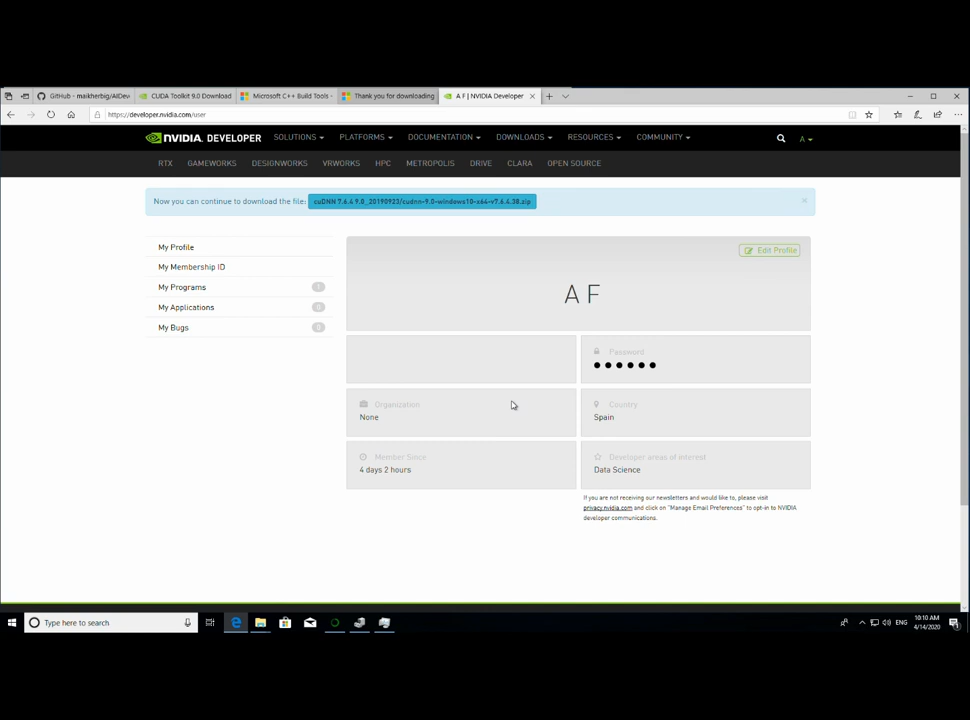 GitHub - maikherbig/AIDev
CUDA Toolkit 9.0 Download
Microsoft C++ Build Tools -
Thank you for downloading
A F | NVIDIA Developer
https://developer.nvidia.com/user
NVIDIA DEVELOPER
SOLUTIONS PLATFORMS DOCUMENTATION DOWNLOADS RESOURCES COMMUNITY A
RTX GAMEWORKS DESIGNWORKS VRWORKS HPC METROPOLIS DRIVE CLARA OPEN SOURCE
Now you can continue to download the file: cuDNN 7.6.4 9.0_20190923/cudnn-9.0-windows10-x64-v7.6.4.38.zip
My Profile
My Membership ID
My Programs
My Applications
My Bugs
Edit Profile
A F
Password
Organization
None
Country
Spain
Member Since
4 days 2 hours
Developer areas of interest
Data Science
If you are not receiving our newsletters and would like to, please visit
privacy.nvidia.com and click on "Manage Email Preferences" to opt-in to NVIDIA
developer communications.
Type here to search
ENG
10:10 AM
4/14/2020